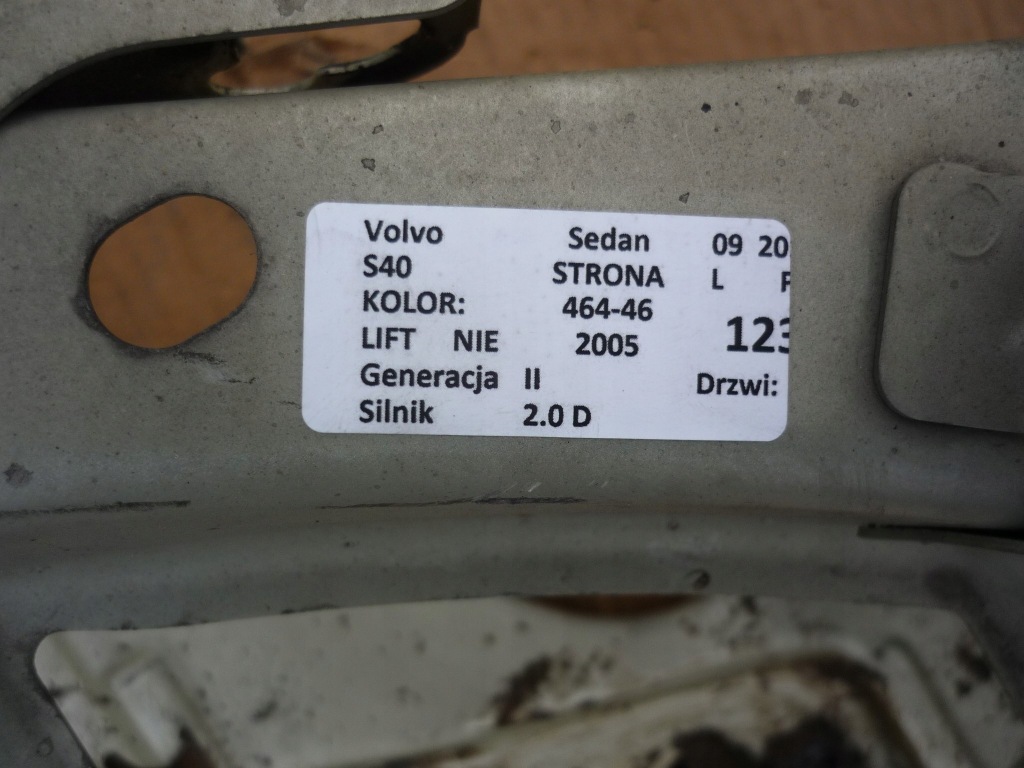 Volvo Sedan 09 20
S40 STRONA L
KOLOR: 464-46
LIFT NIE 2005 123
Generacja II Drzwi:
Silnik 2.0 D